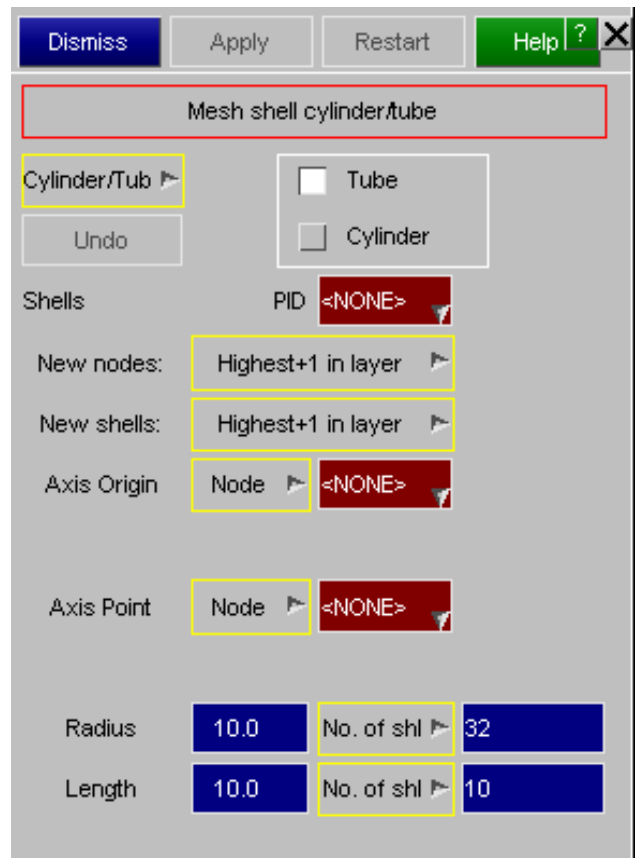 Dismiss Apply Restart Help ? X
Mesh shell cylinder/tube
Cylinder/Tub Tube
Undo Cylinder
Shells PID <NONE>
New nodes: Highest+1 in layer
New shells: Highest+1 in layer
Axis Origin Node <NONE>
Axis Point Node <NONE>
Radius 10.0 No. of shl 32
Length 10.0 No. of shl 10